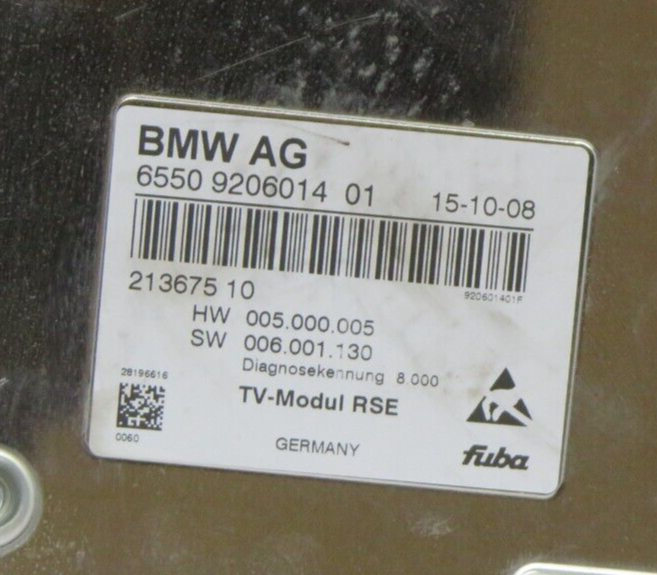 BMW AG
6550 9206014 01 15-10-08
920601401F
213675 10
HW 005.000.005
SW 006.001.130
Diagnosekennung 8.000
28196616
TV-Modul RSE
0060
GERMANY
fuba